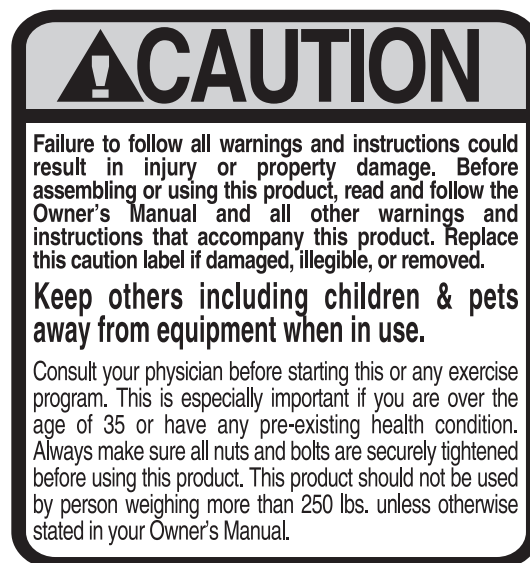 CAUTION
Failure to follow all warnings and instructions could
result in injury or property damage. Before
assembling or using this product, read and follow the
Owner's Manual and all other warnings and
instructions that accompany this product. Replace
this caution label if damaged, illegible, or removed.
Keep others including children & pets
away from equipment when in use.
Consult your physician before starting this or any exercise
program. This is especially important if you are over the
age of 35 or have any pre-existing health condition.
Always make sure all nuts and bolts are securely tightened
before using this product. This product should not be used
by person weighing more than 250 lbs. unless otherwise
stated in your Owner's Manual.